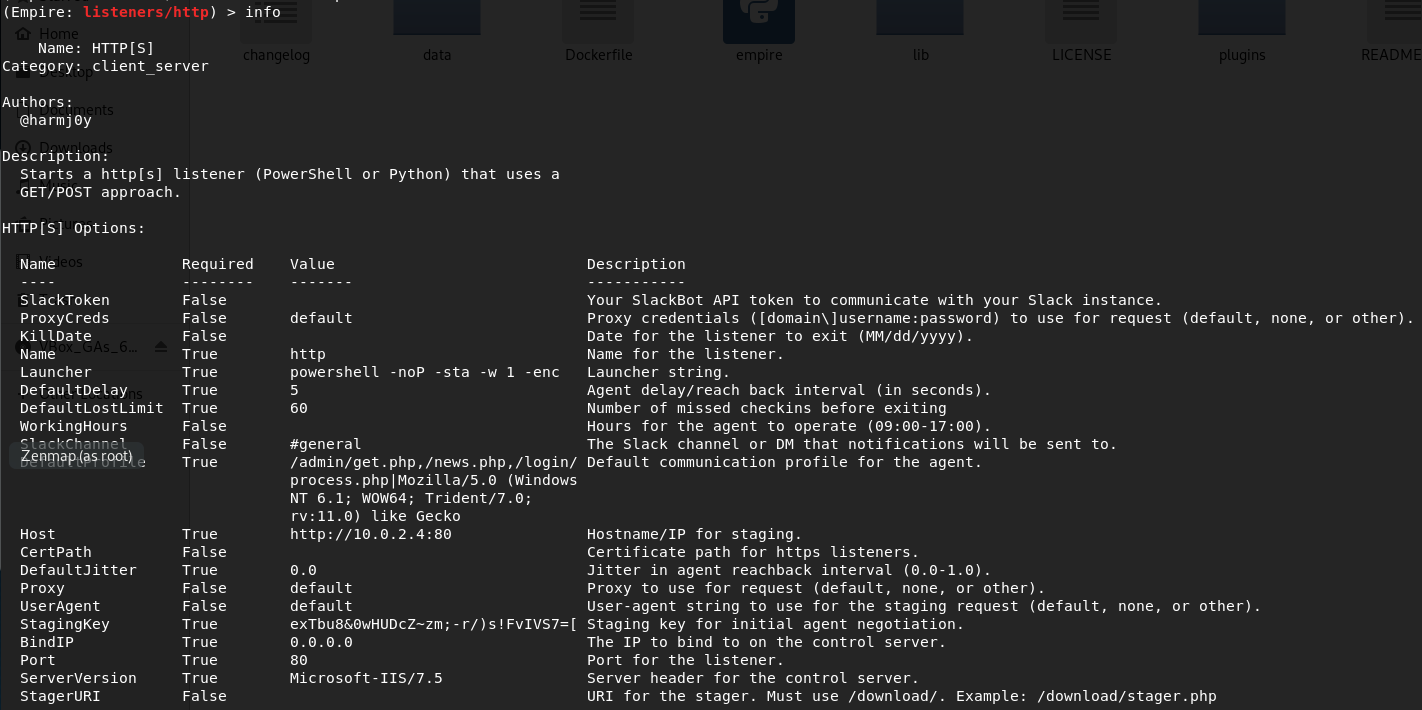 (Empire: listeners/http) > info
Home
changelog
data
Dockerfile
empire
lib
LICENSE
plugins
README
Name: HTTP[S]
Category: client_server
Desktop
Authors:
Documents
@harmj0y
Downloads
Description:
Starts a http[s] listener (PowerShell or Python) that uses a
GET/POST approach.
Pictures
HTTP[S] Options:
Videos
Name Required Value Description
---- -------- ------- -----------
SlackToken False Your SlackBot API token to communicate with your Slack instance.
ProxyCreds False default Proxy credentials ([domain\]username:password) to use for request (default, none, or other).
KillDate False Date for the listener to exit (MM/dd/yyyy).
VBox_GAs_6...
Name True http Name for the listener.
Launcher True powershell -noP -sta -w 1 -enc Launcher string.
DefaultDelay True 5 Agent delay/reach back interval (in seconds).
DefaultLostLimit True 60 Number of missed checkins before exiting
WorkingHours False Hours for the agent to operate (09:00-17:00).
SlackChannel False #general The Slack channel or DM that notifications will be sent to.
Zenmap (as root)
DefaultProfile True /admin/get.php,/news.php,/login/ Default communication profile for the agent.
process.php|Mozilla/5.0 (Windows
NT 6.1; WOW64; Trident/7.0;
rv:11.0) like Gecko
Host True http://10.0.2.4:80 Hostname/IP for staging.
CertPath False Certificate path for https listeners.
DefaultJitter True 0.0 Jitter in agent reachback interval (0.0-1.0).
Proxy False default Proxy to use for request (default, none, or other).
UserAgent False default User-agent string to use for the staging request (default, none, or other).
StagingKey True exTbu8&0wHUDcZ~zm;-r/)s!FvIVS7=[ Staging key for initial agent negotiation.
BindIP True 0.0.0.0 The IP to bind to on the control server.
Port True 80 Port for the listener.
ServerVersion True Microsoft-IIS/7.5 Server header for the control server.
StagerURI False URI for the stager. Must use /download/. Example: /download/stager.php